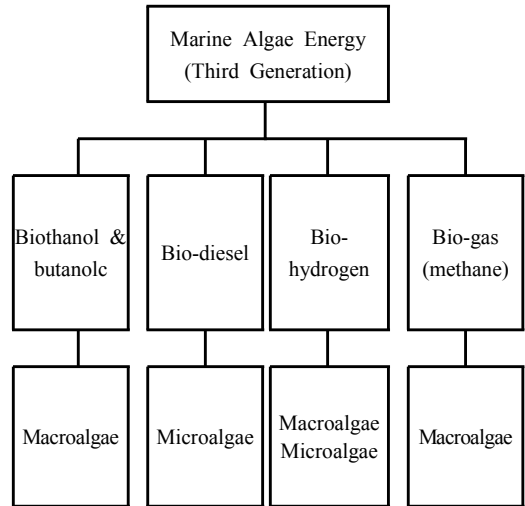 Marine Algae Energy
(Third Generation)
Biothanol &
butanolc
Bio-diesel
Bio-
hydrogen
Bio-gas
(methane)
Macroalgae
Microalgae
Macroalgae
Microalgae
Macroalgae